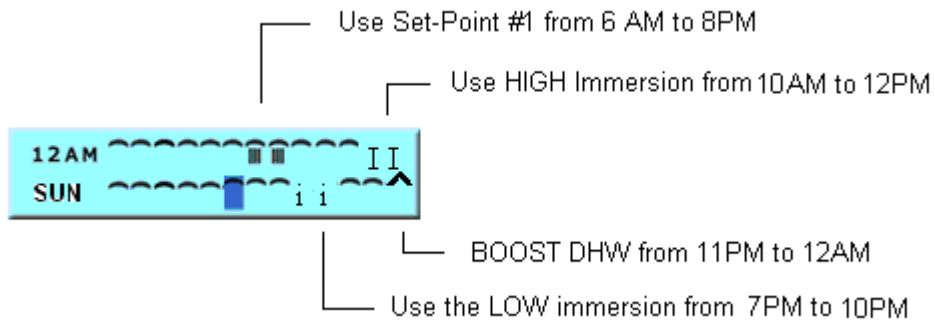 Use Set-Point #1 from 6 AM to 8PM
Use HIGH Immersion from 10AM to 12PM
12AM II
SUN i i
BOOST DHW from 11PM to 12AM
Use the LOW immersion from 7PM to 10PM